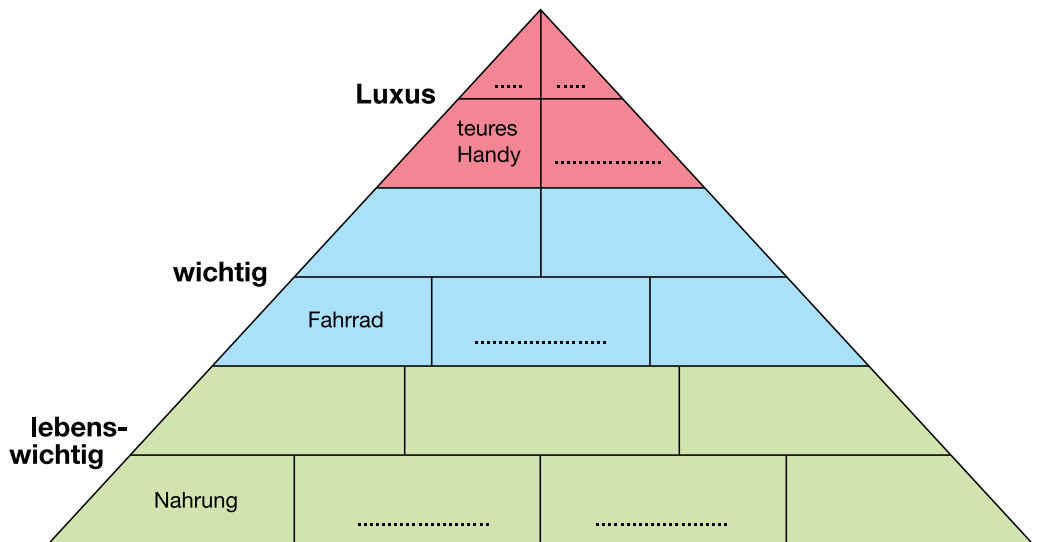 .....
.....
Luxus
teures
Handy
..................
wichtig
Fahrrad
......................
lebens-
wichtig
Nahrung
......................
......................